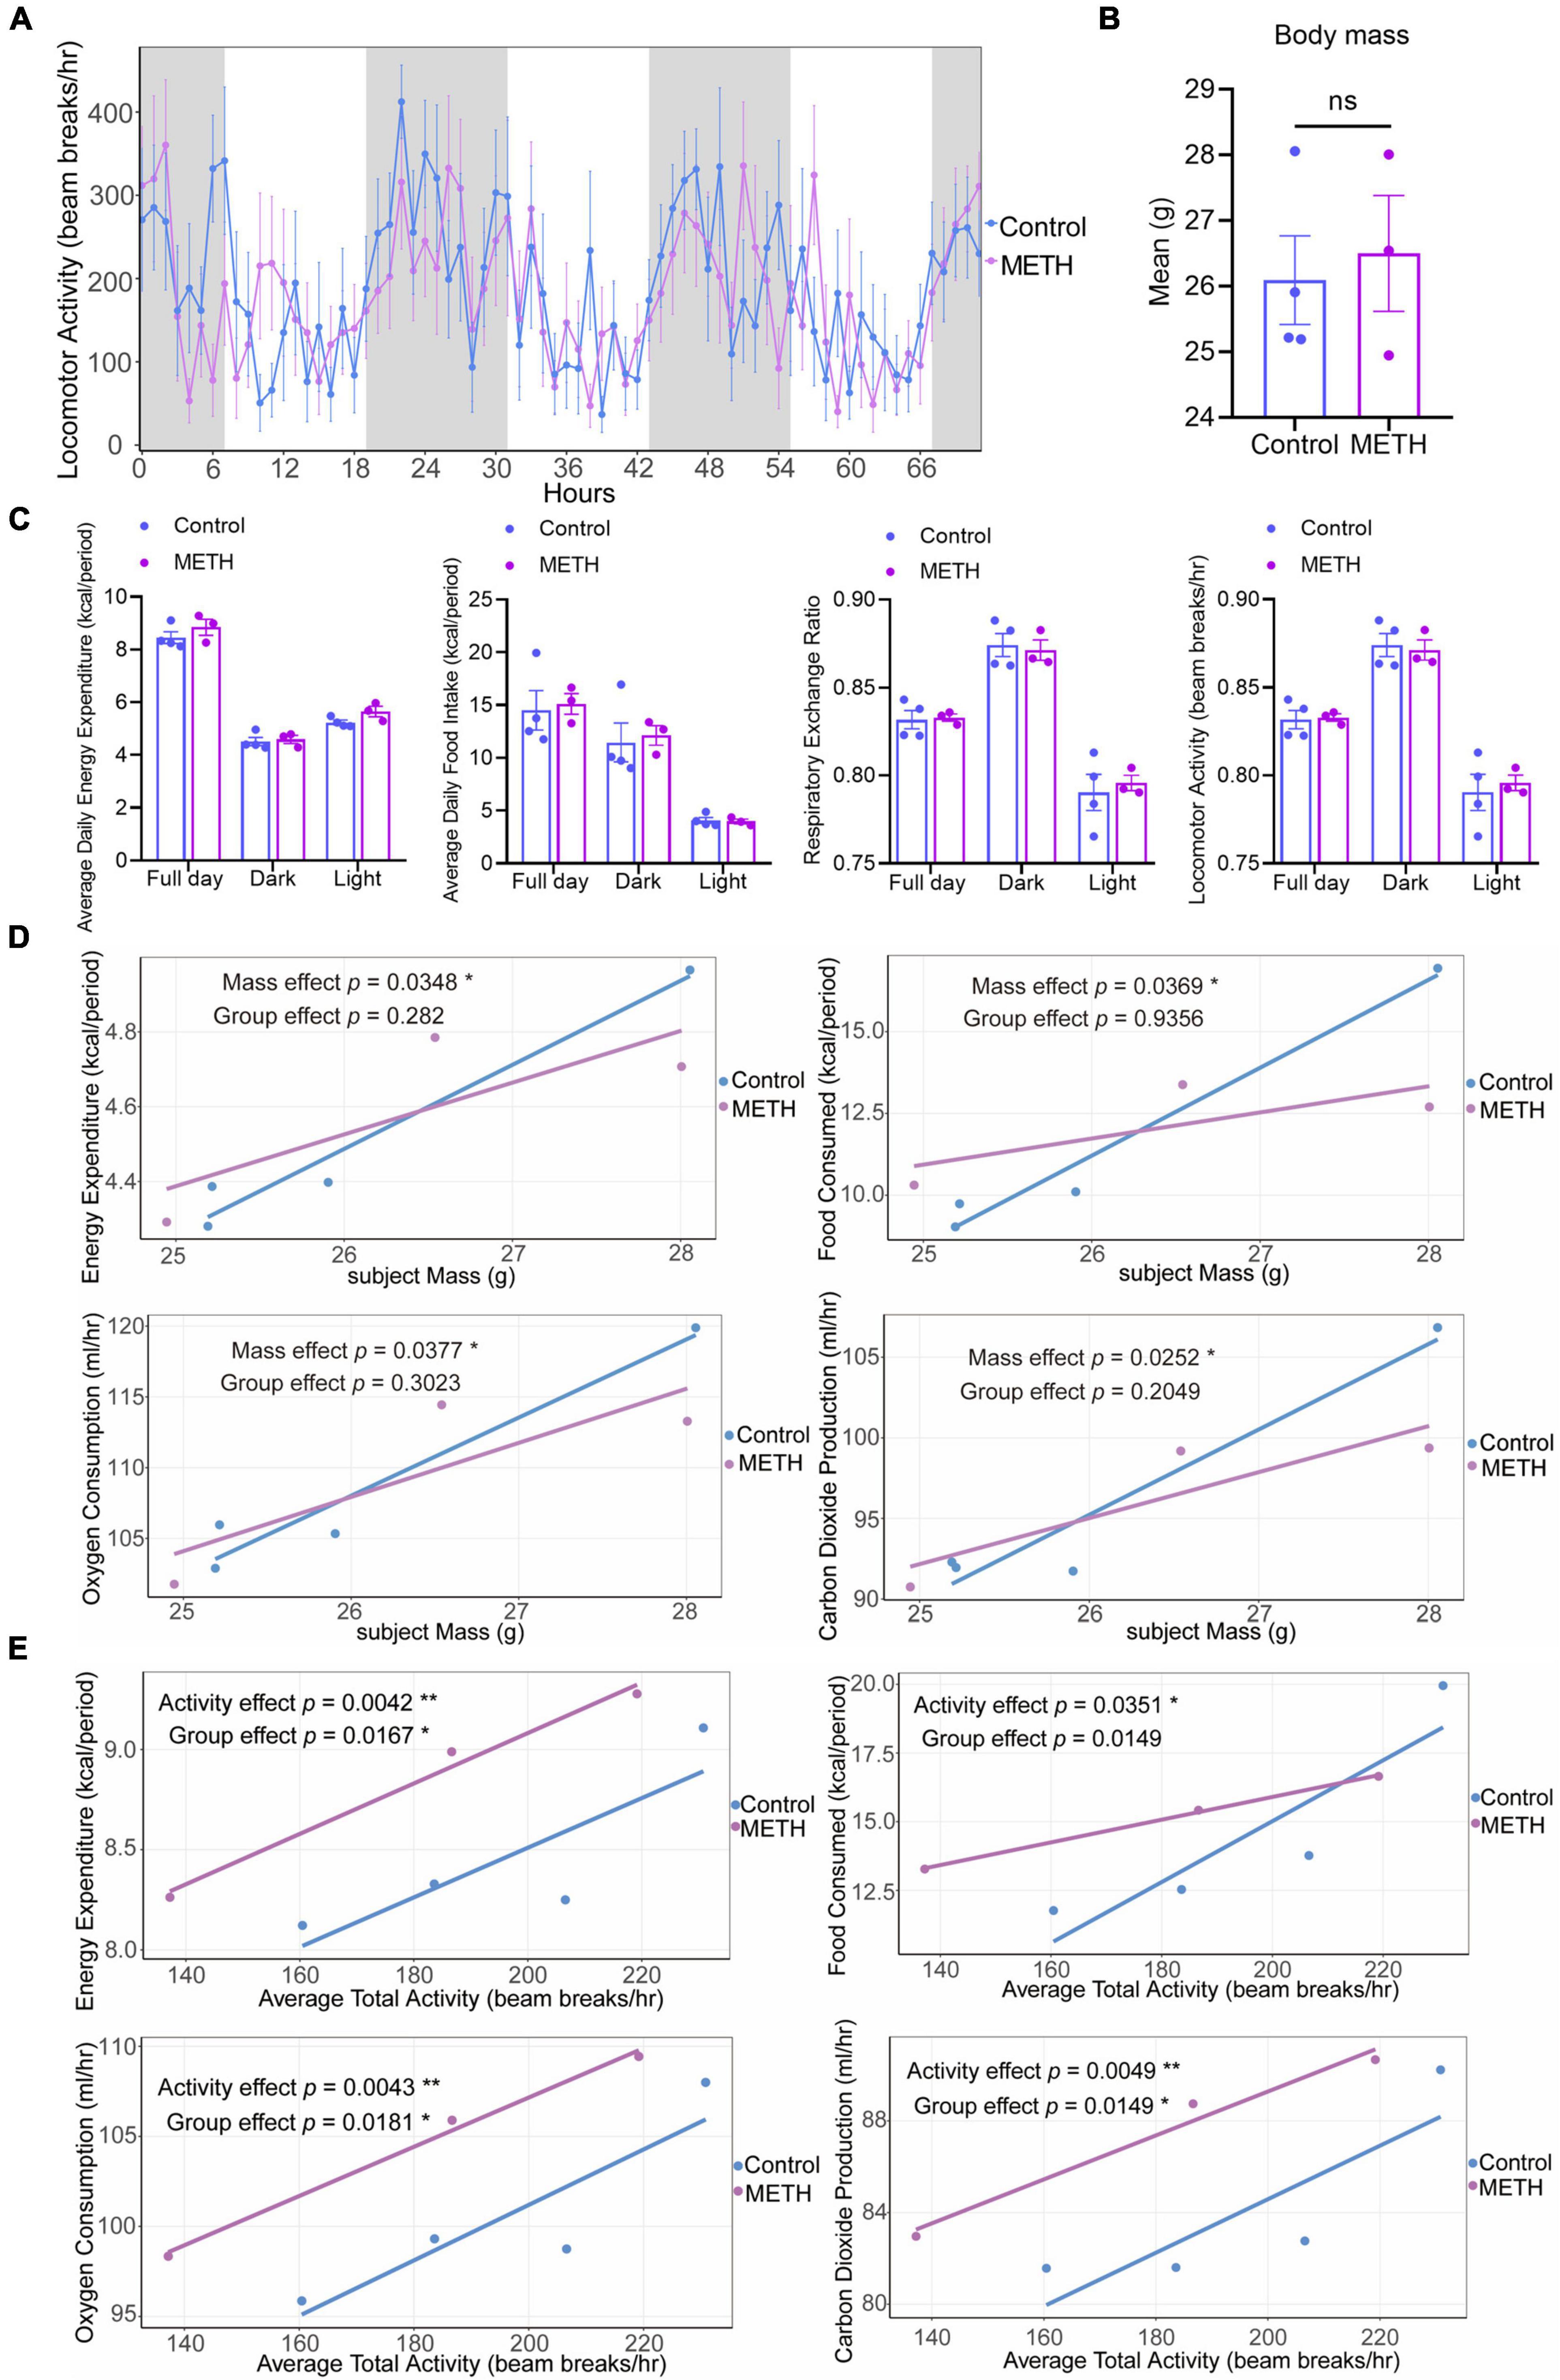 A
Locomotor Activity (beam breaks/hr)
400
300
200
100
0
0 6 12 18 24 30 36 42 48 54 60 66
Hours
Control
METH
B
Body mass
ns
Mean (g)
29
28
27
26
25
24
Control METH
C
Average Daily Energy Expenditure (kcal/period)
Control
METH
10
8
6
4
2
0
Full day Dark Light
Average Daily Food Intake (kcal/period)
Control
METH
25
20
15
10
5
0
Full day Dark Light
Respiratory Exchange Ratio
Control
METH
0.90
0.85
0.80
0.75
Full day Dark Light
Locomotor Activity (beam breaks/hr)
Control
METH
0.90
0.85
0.80
0.75
Full day Dark Light
D
Energy Expenditure (kcal/period)
Mass effect p = 0.0348 *
Group effect p = 0.282
4.8
4.6
4.4
25 26 27 28
subject Mass (g)
Control
METH
Food Consumed (kcal/period)
Mass effect p = 0.0369 *
Group effect p = 0.9356
15.0
12.5
10.0
25 26 27 28
subject Mass (g)
Control
METH
Oxygen Consumption (ml/hr)
Mass effect p = 0.0377 *
Group effect p = 0.3023
120
115
110
105
25 26 27 28
subject Mass (g)
Control
METH
Carbon Dioxide Production (ml/hr)
Mass effect p = 0.0252 *
Group effect p = 0.2049
105
100
95
90
25 26 27 28
subject Mass (g)
Control
METH
E
Energy Expenditure (kcal/period)
Activity effect p = 0.0042 **
Group effect p = 0.0167 *
9.0
8.5
8.0
140 160 180 200 220
Average Total Activity (beam breaks/hr)
Control
METH
Food Consumed (kcal/period)
Activity effect p = 0.0351 *
Group effect p = 0.0149
20.0
17.5
15.0
12.5
140 160 180 200 220
Average Total Activity (beam breaks/hr)
Control
METH
Oxygen Consumption (ml/hr)
Activity effect p = 0.0043 **
Group effect p = 0.0181 *
110
105
100
95
140 160 180 200 220
Average Total Activity (beam breaks/hr)
Control
METH
Carbon Dioxide Production (ml/hr)
Activity effect p = 0.0049 **
Group effect p = 0.0149 *
88
84
80
140 160 180 200 220
Average Total Activity (beam breaks/hr)
Control
METH